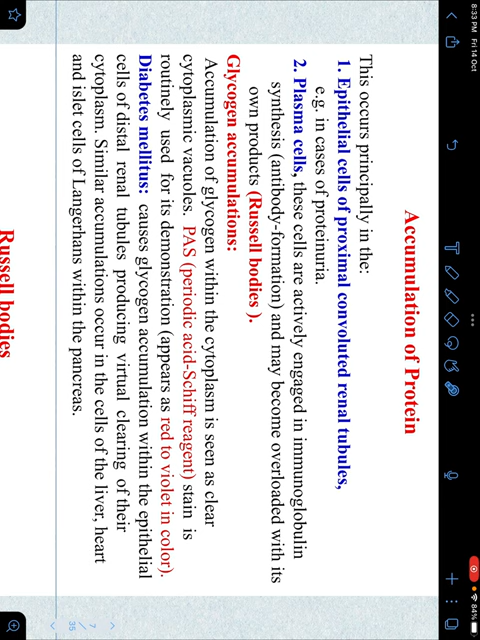 8:33 PM Fri 14 Oct
84%
Accumulation of Protein
This occurs principally in the:
1. Epithelial cells of proximal convoluted renal tubules,
e.g. in cases of proteinuria.
2. Plasma cells, these cells are actively engaged in immunoglobulin
synthesis (antibody-formation) and may become overloaded with its
own products (Russell bodies ).
Glycogen accumulations:
Accumulation of glycogen within the cytoplasm is seen as clear
cytoplasmic vacuoles. PAS (periodic acid-Schiff reagent) stain is
routinely used for its demonstration (appears as red to violet in color).
Diabetes mellitus: causes glycogen accumulation within the epithelial
cells of distal renal tubules producing virtual clearing of their
cytoplasm. Similar accumulations occur in the cells of the liver, heart
and islet cells of Langerhans within the pancreas.
7 / 35
Russell bodies